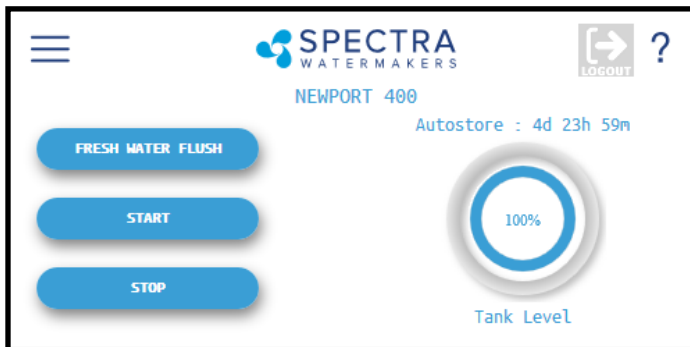 SPECTRA
WATERMAKERS
LOGOUT
?
NEWPORT 400
Autostore : 4d 23h 59m
FRESH WATER FLUSH
START
STOP
100%
Tank Level